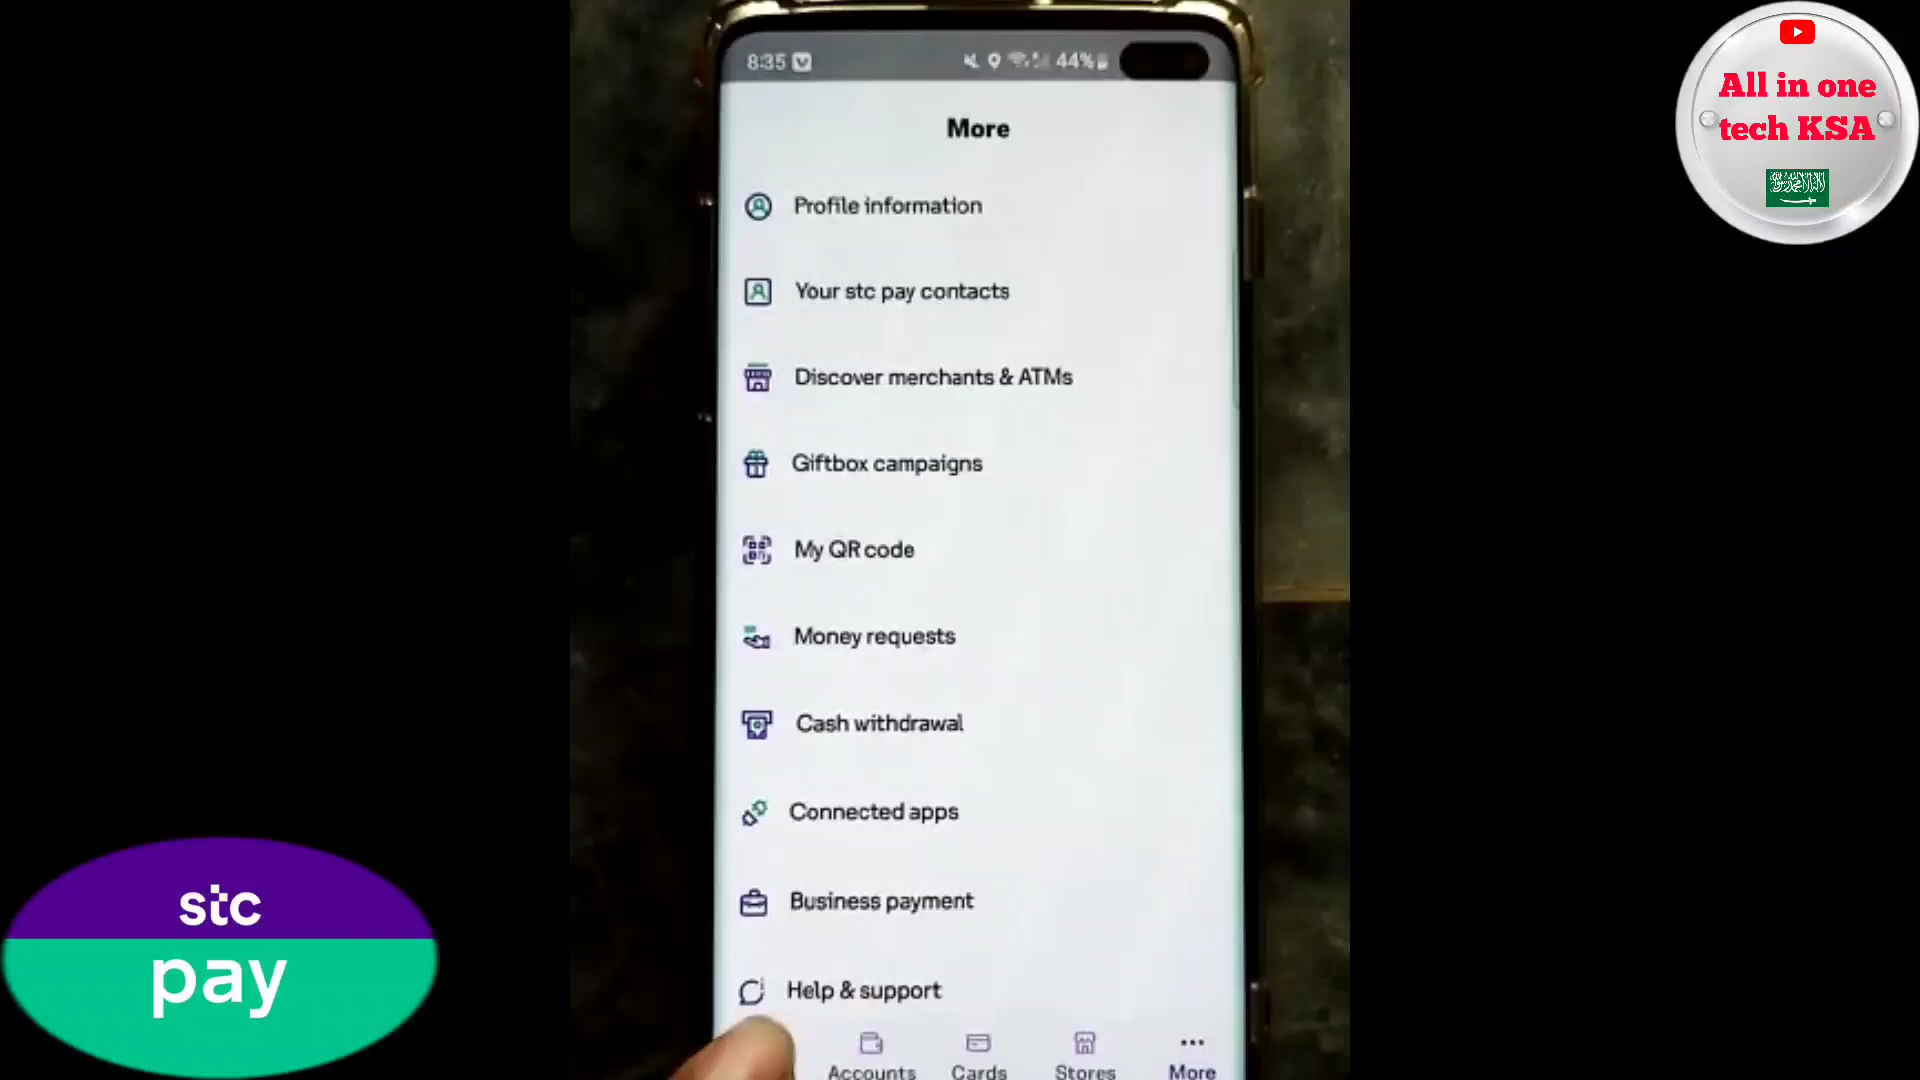 8:35
44%
All in one
tech KSA
More
Profile information
Your stc pay contacts
Discover merchants & ATMs
Giftbox campaigns
My QR code
Money requests
Cash withdrawal
Connected apps
Business payment
Help & support
Accounts
Cards
Stores
More
stc
pay